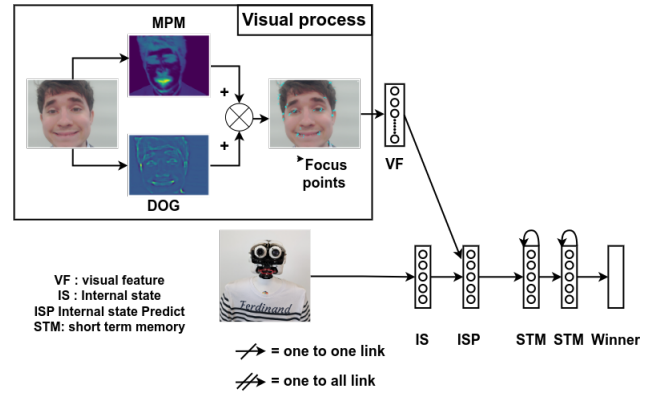 Visual process
MPM
+
+
DOG
Focus
points
VF
VF : visual feature
IS : Internal state
ISP Internal state Predict
STM: short term memory
Ferdinand
IS
ISP
STM
STM
Winner
= one to one link
= one to all link